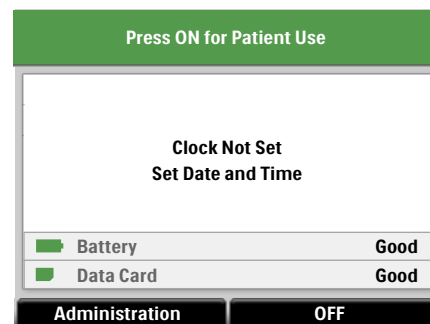 Press ON for Patient Use
Clock Not Set
Set Date and Time
Battery Good
Data Card Good
Administration OFF